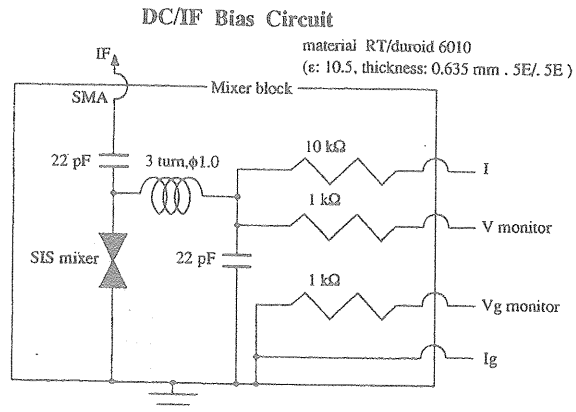 DC/IF Bias Circuit
material RT/duroid 6010
(ε: 10.5, thickness: 0.635 mm . 5E/. 5E )
IF
SMA
Mixer block
22 pF
3 turn,ϕ1.0
10 kΩ
I
1 kΩ
V monitor
SIS mixer
22 pF
1 kΩ
Vg monitor
Ig